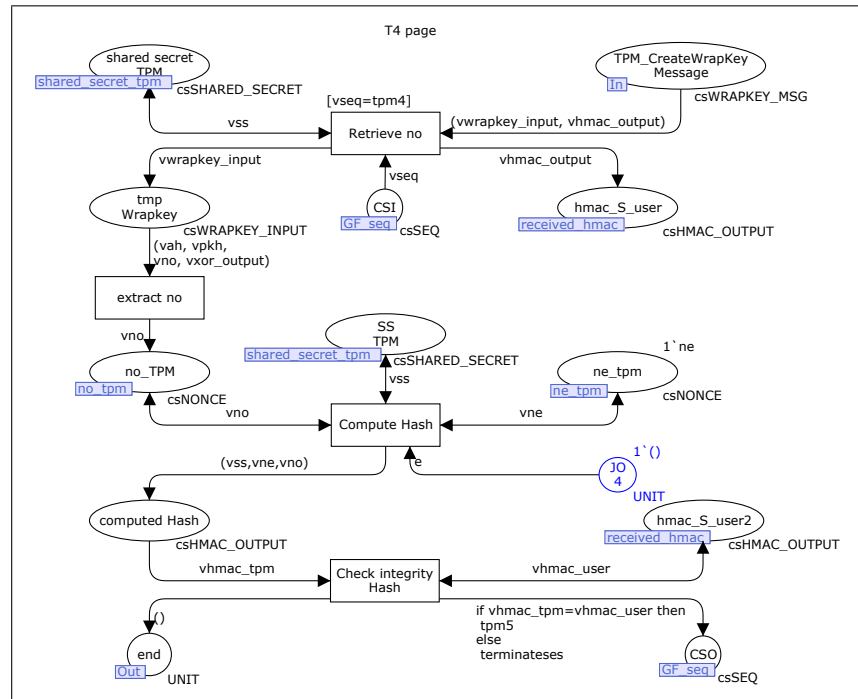 T4 page
shared secret
TPM
shared_secret_tpm
csSHARED_SECRET
TPM_CreateWrapKey
Message
In
csWRAPKEY_MSG
[vseq=tpm4]
vss
Retrieve no
(vwrapkey_input, vhmac_output)
vwrapkey_input
vhmac_output
vseq
tmp
Wrapkey
csWRAPKEY_INPUT
CSI
GF_seq
csSEQ
hmac_S_user
received_hmac
csHMAC_OUTPUT
(vah, vpkh,
vno, vxor_output)
extract no
vno
SS
TPM
shared_secret_tpm
csSHARED_SECRET
1`ne
no_TPM
no_tpm
csNONCE
vss
ne_tpm
ne_tpm
csNONCE
vno
Compute Hash
vne
(vss,vne,vno)
e
1`()
JO
4
UNIT
computed Hash
csHMAC_OUTPUT
hmac_S_user2
received_hmac
csHMAC_OUTPUT
vhmac_tpm
Check integrity
Hash
vhmac_user
()
if vhmac_tpm=vhmac_user then
tpm5
else
terminateses
end
Out
UNIT
CSO
GF_seq
csSEQ